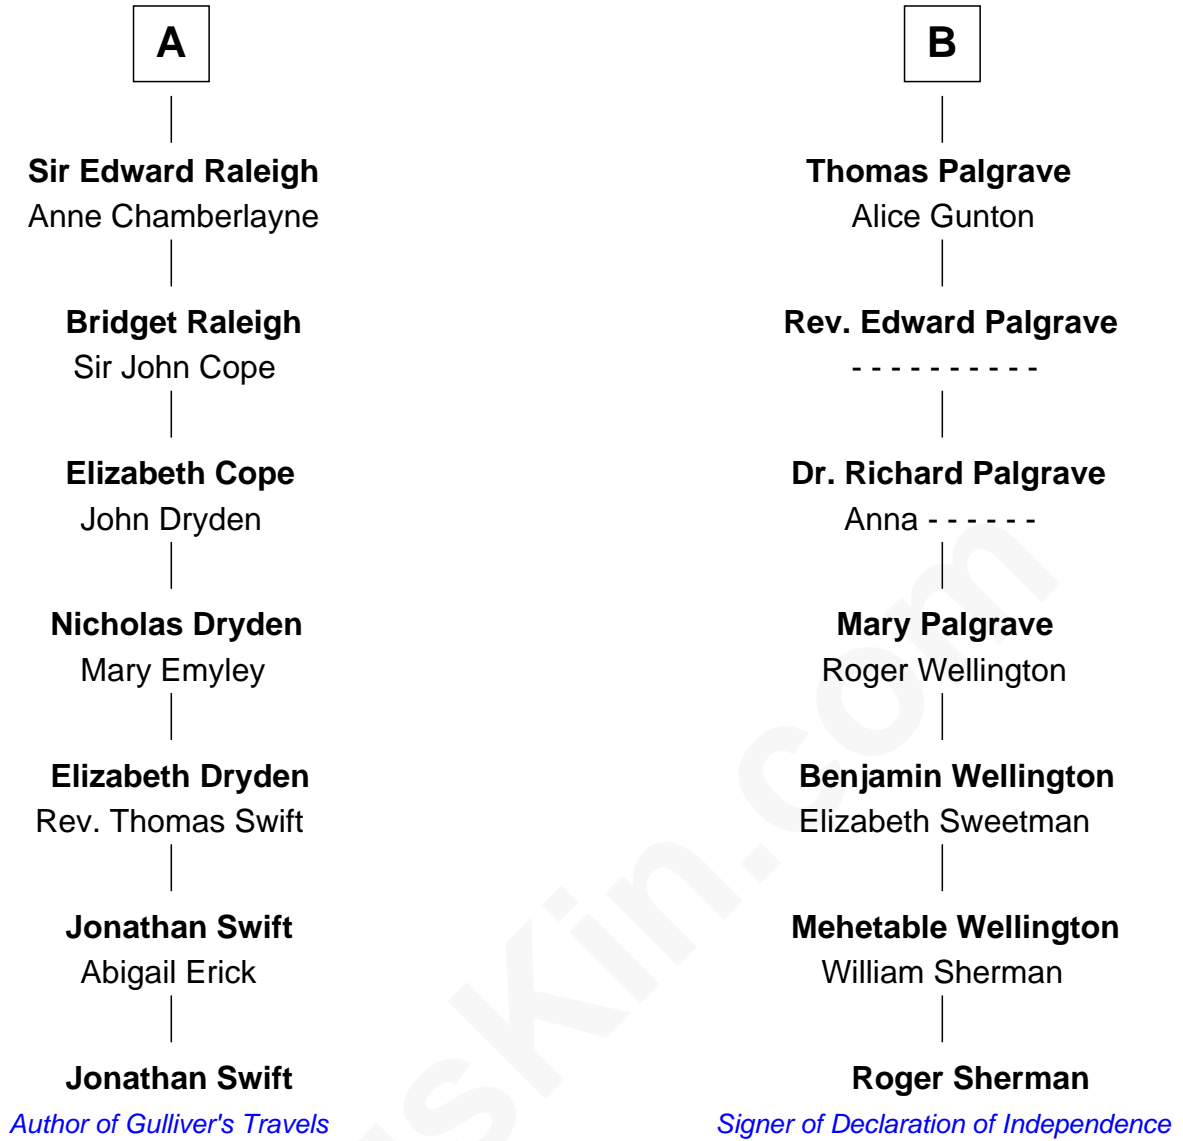 A
Sir Edward Raleigh
Anne Chamberlayne
Bridget Raleigh
Sir John Cope
Elizabeth Cope
John Dryden
Nicholas Dryden
Mary Emyley
Elizabeth Dryden
Rev. Thomas Swift
Jonathan Swift
Abigail Erick
Jonathan Swift
Author of Gulliver's Travels
B
Thomas Palgrave
Alice Gunton
Rev. Edward Palgrave
- - - - - - - - - -
Dr. Richard Palgrave
Anna - - - - - -
Mary Palgrave
Roger Wellington
Benjamin Wellington
Elizabeth Sweetman
Mehetable Wellington
William Sherman
Roger Sherman
Signer of Declaration of Independence